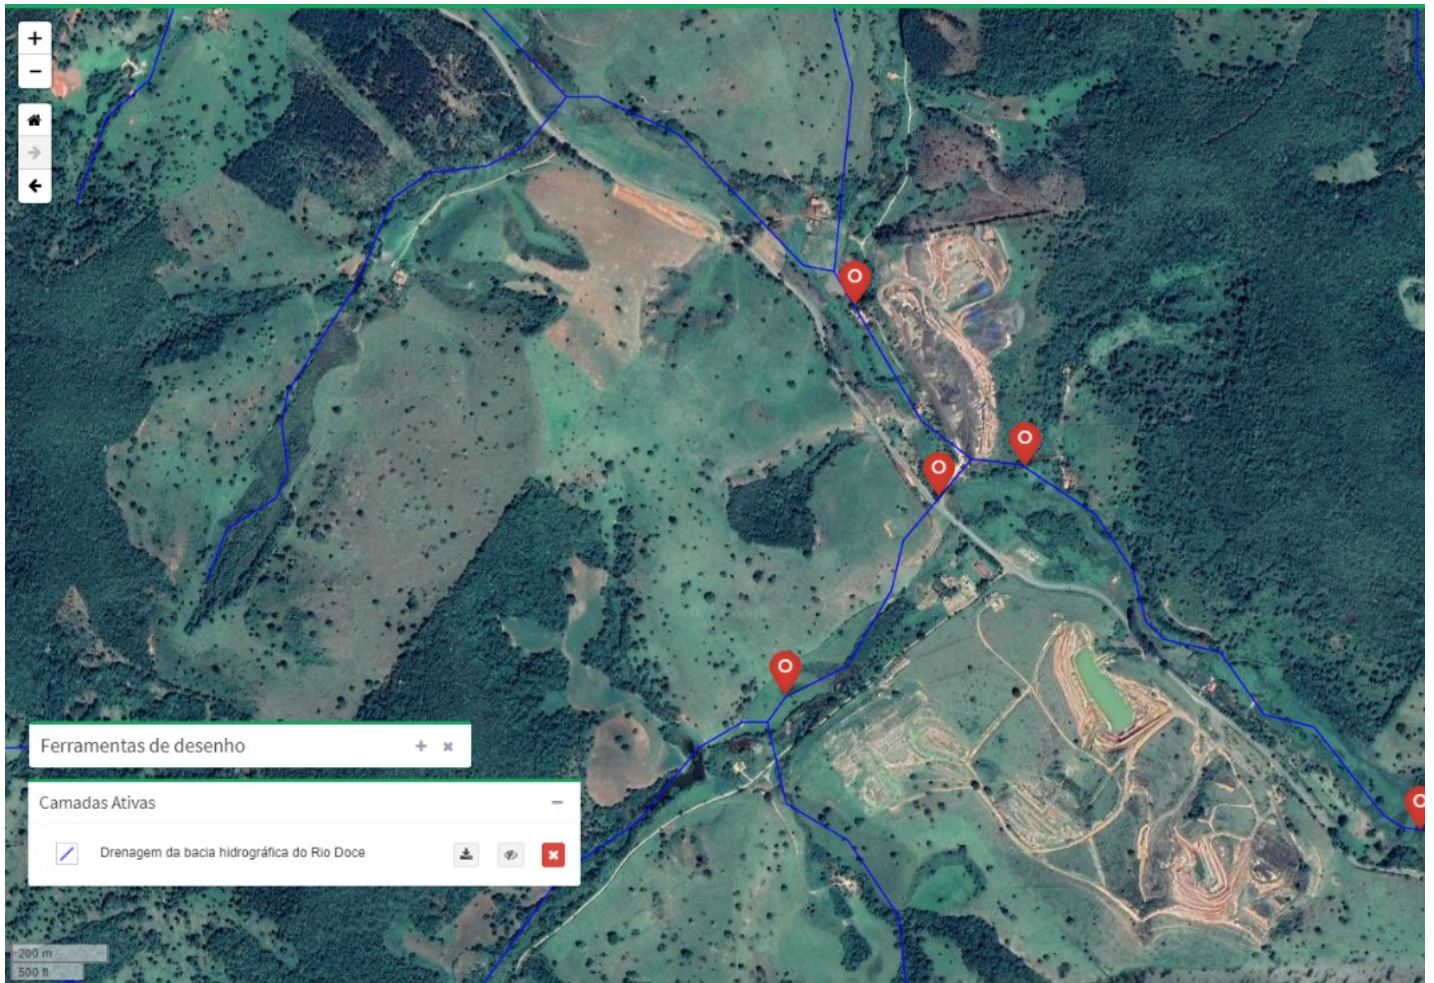 +
−
Ferramentas de desenho
Camadas Ativas
Drenagem da bacia hidrográfica do Rio Doce
200 m
500 ft